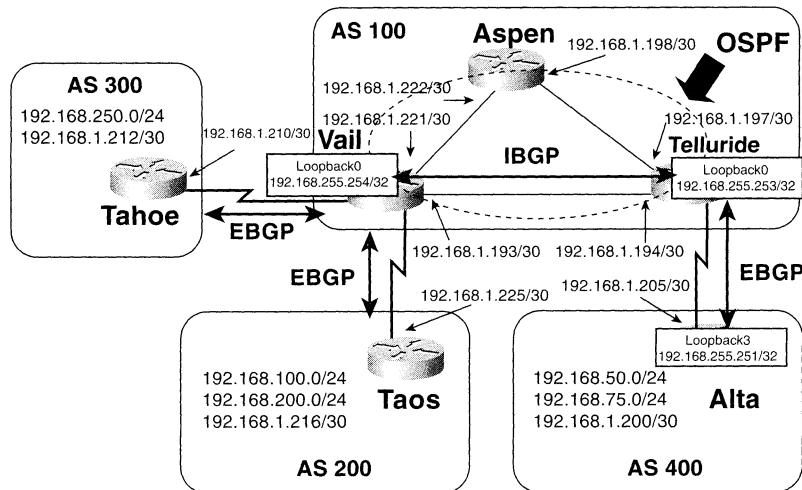 AS 100
Aspen
192.168.1.198/30
OSPF
AS 300
192.168.250.0/24
192.168.1.212/30
192.168.1.222/30
192.168.1.221/30
192.168.1.197/30
192.168.1.210/30
Vail
Telluride
IBGP
Loopback0
192.168.255.254/32
Loopback0
192.168.255.253/32
Tahoe
EBGP
192.168.1.193/30
192.168.1.194/30
EBGP
EBGP
192.168.1.225/30
192.168.1.205/30
Loopback3
192.168.255.251/32
192.168.100.0/24
192.168.200.0/24
192.168.1.216/30
Taos
192.168.50.0/24
192.168.75.0/24
192.168.1.200/30
Alta
AS 200
AS 400